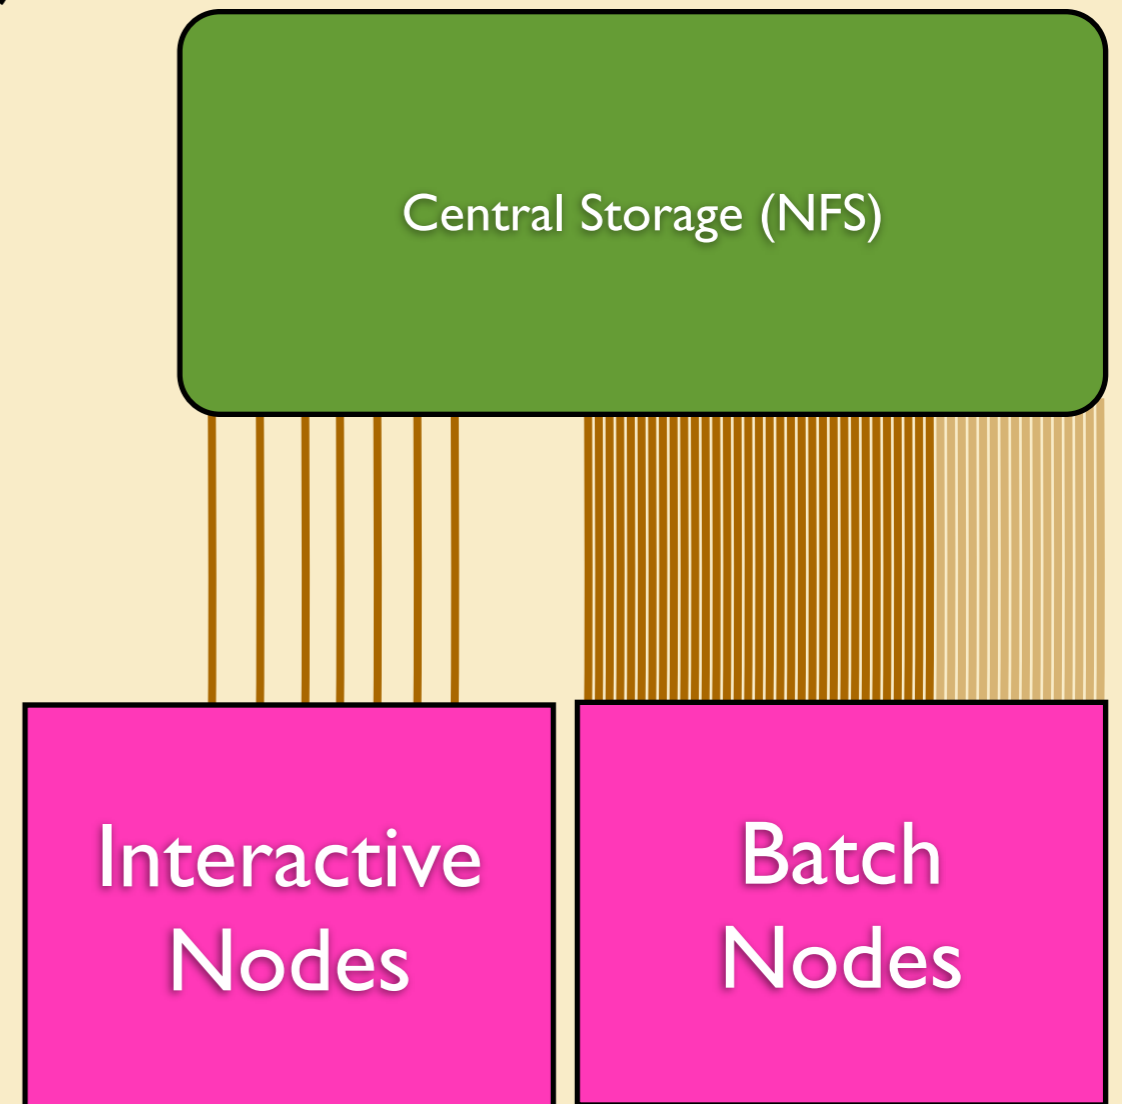 Central Storage (NFS)
Interactive
Nodes
Batch
Nodes